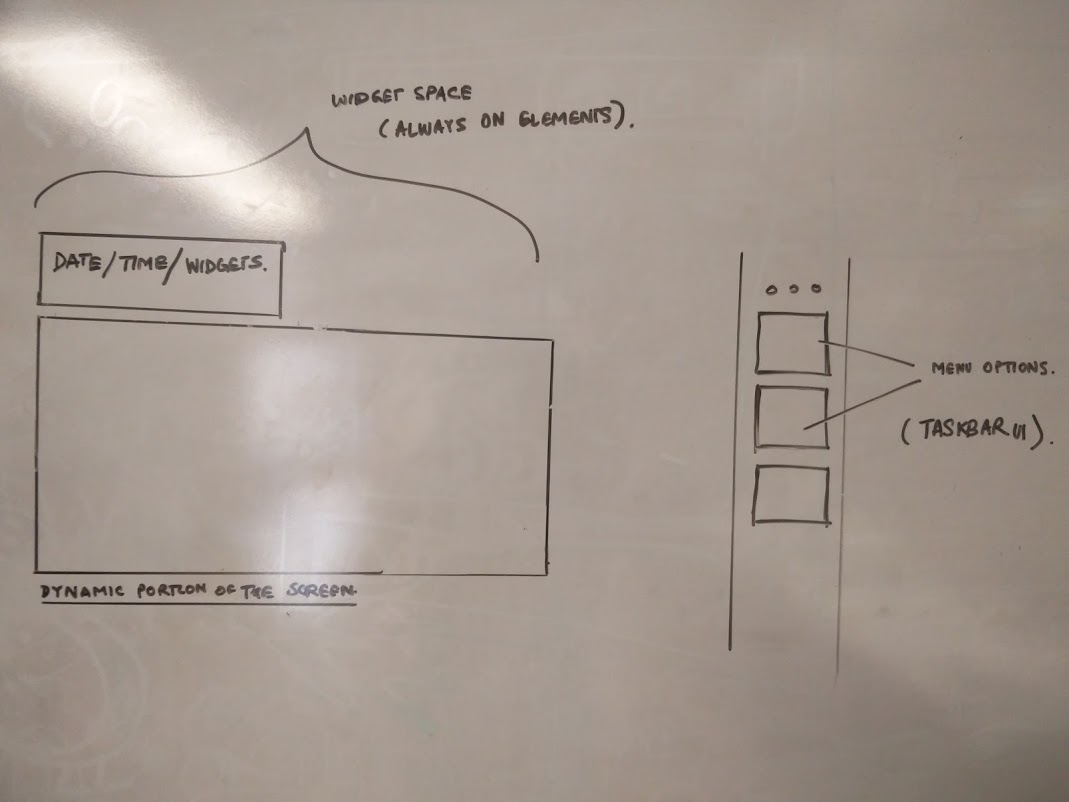 WIDGET SPACE
(ALWAYS ON ELEMENTS).
DATE/TIME/WIDGETS.
DYNAMIC PORTION OF THE SCREEN.
MENU OPTIONS.
(TASKBAR UI).